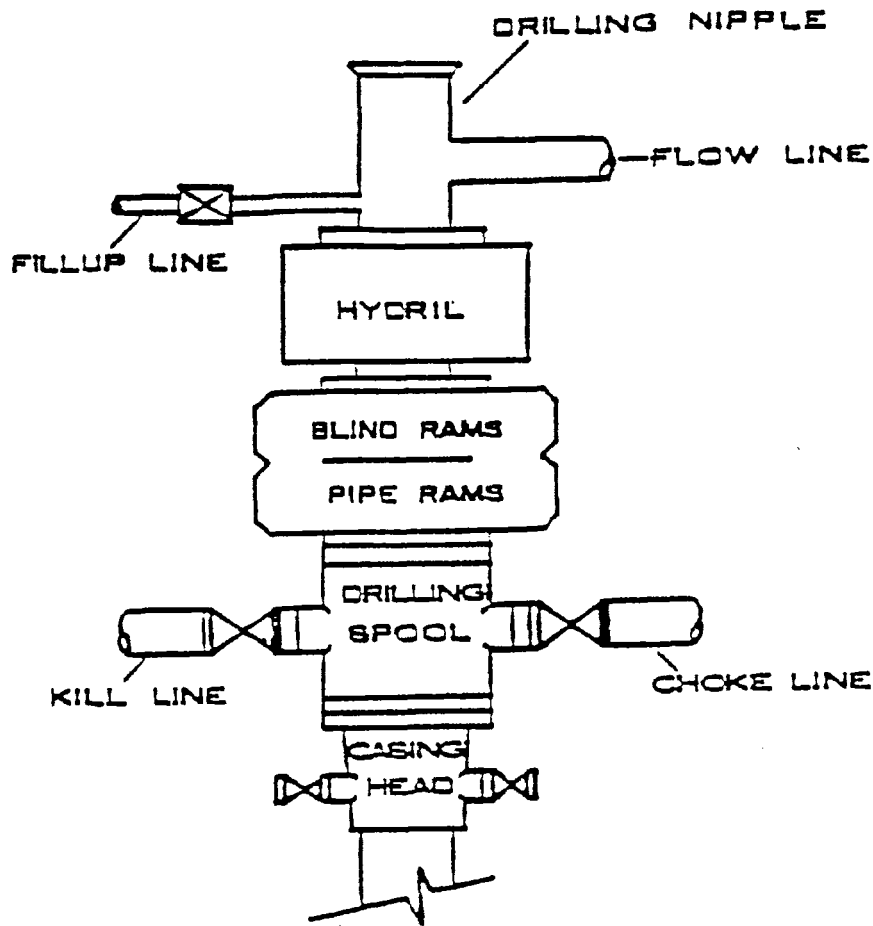 DRILLING NIPPLE
FLOW LINE
FILLUP LINE
HYDRIL
BLIND RAMS
PIPE RAMS
DRILLING
SPOOL
KILL LINE
CHOKE LINE
CASING
HEAD